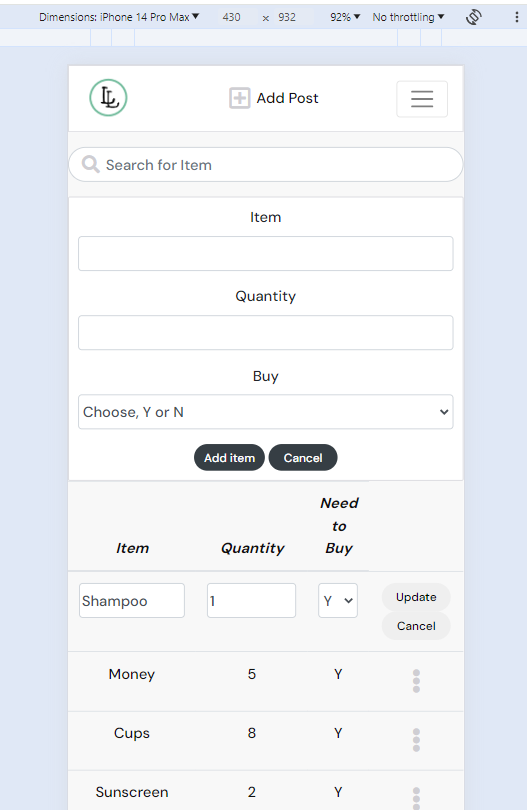 Dimensions: iPhone 14 Pro Max ▼ 430 x 932 92% ▼ No throttling ▼
LL Add Post
Search for Item
Item
Quantity
Buy
Choose, Y or N
Add item Cancel
Item Quantity Need
to
Buy
Shampoo 1 Y Update
Cancel
Money 5 Y
Cups 8 Y
Sunscreen 2 Y